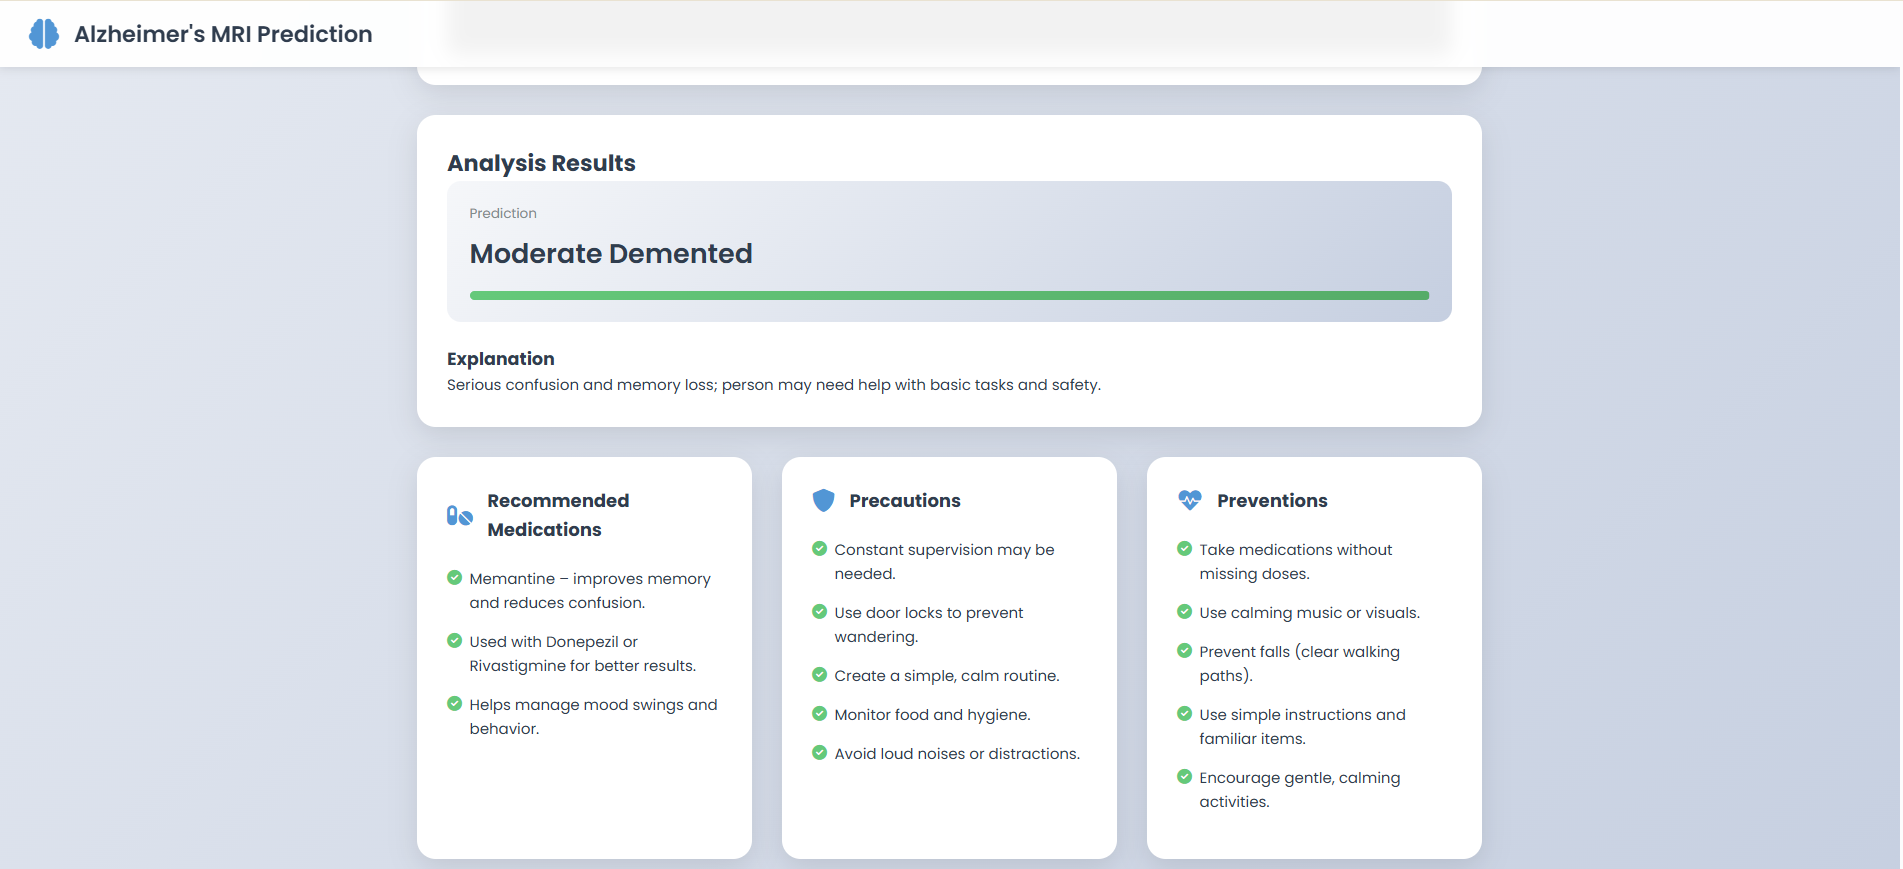 Alzheimer's MRI Prediction
Analysis Results
Prediction
Moderate Demented
Explanation
Serious confusion and memory loss; person may need help with basic tasks and safety.
Recommended
Medications
Memantine – improves memory
and reduces confusion.
Used with Donepezil or
Rivastigmine for better results.
Helps manage mood swings and
behavior.
Precautions
Constant supervision may be
needed.
Use door locks to prevent
wandering.
Create a simple, calm routine.
Monitor food and hygiene.
Avoid loud noises or distractions.
Preventions
Take medications without
missing doses.
Use calming music or visuals.
Prevent falls (clear walking
paths).
Use simple instructions and
familiar items.
Encourage gentle, calming
activities.